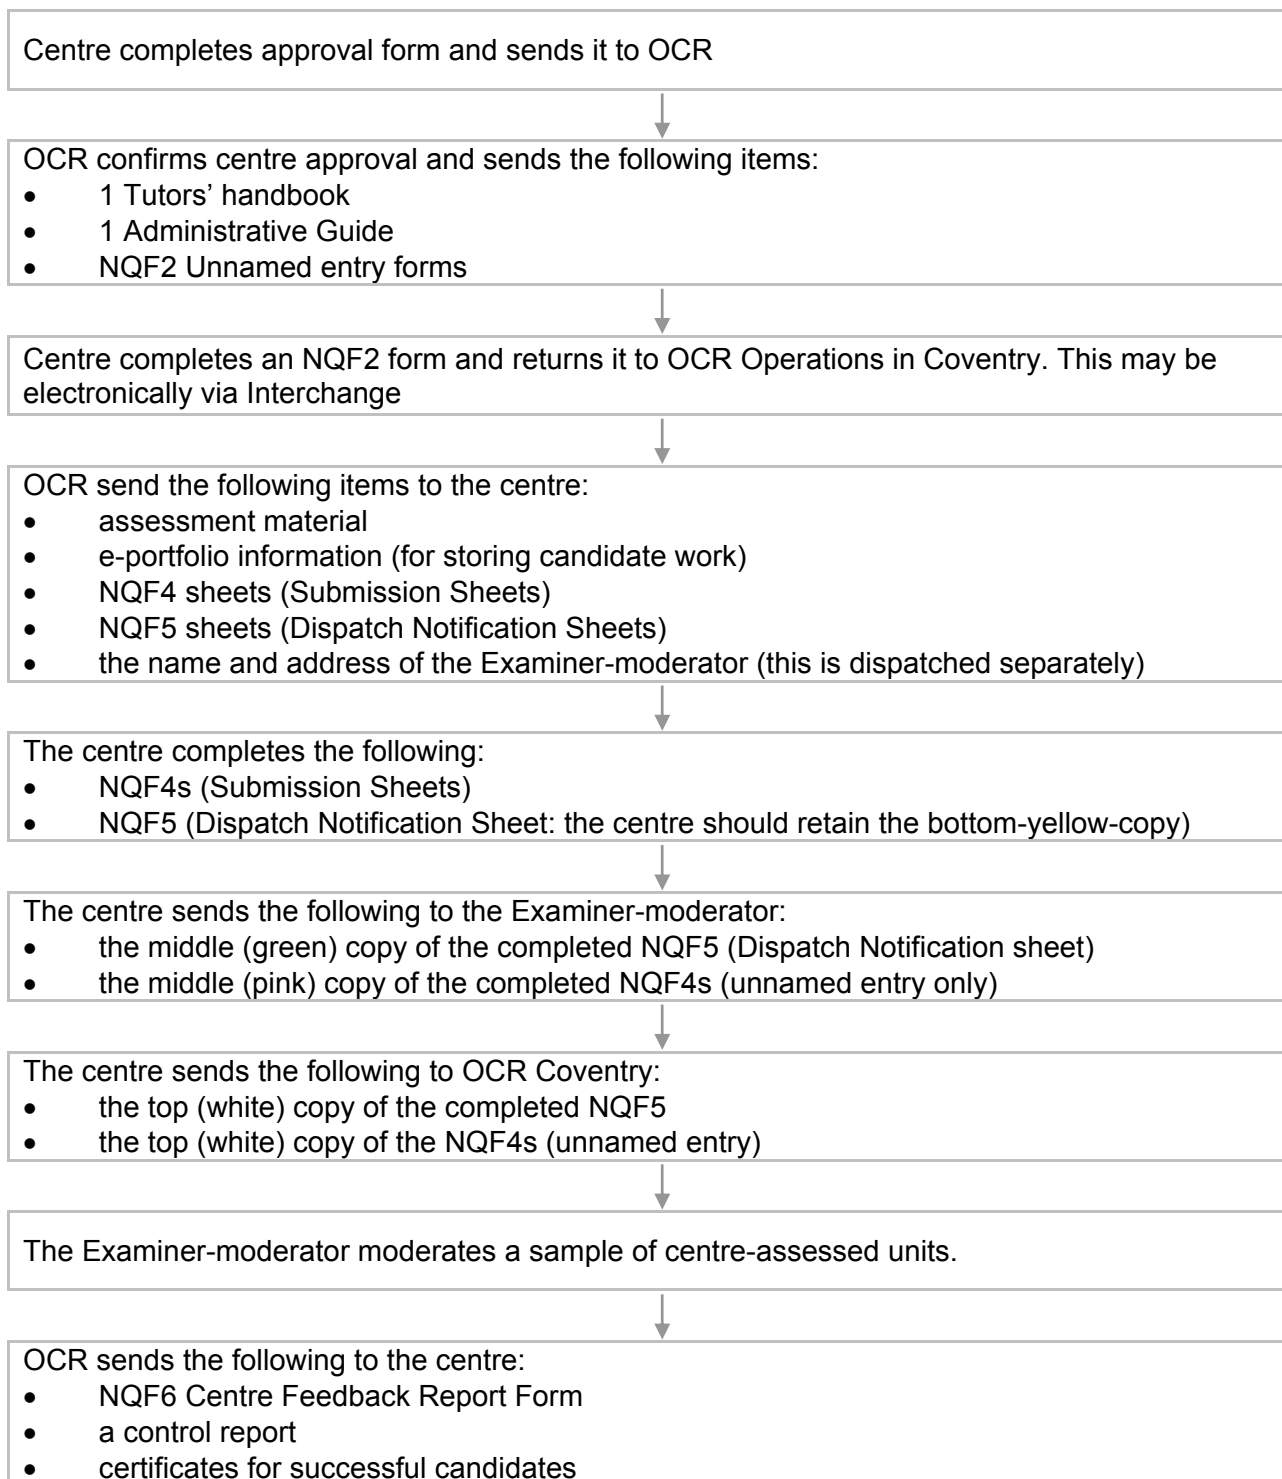 Centre completes approval form and sends it to OCR
OCR confirms centre approval and sends the following items:
• 1 Tutors’ handbook
• 1 Administrative Guide
• NQF2 Unnamed entry forms
Centre completes an NQF2 form and returns it to OCR Operations in Coventry. This may be
electronically via Interchange
OCR send the following items to the centre:
• assessment material
• e-portfolio information (for storing candidate work)
• NQF4 sheets (Submission Sheets)
• NQF5 sheets (Dispatch Notification Sheets)
• the name and address of the Examiner-moderator (this is dispatched separately)
The centre completes the following:
• NQF4s (Submission Sheets)
• NQF5 (Dispatch Notification Sheet: the centre should retain the bottom-yellow-copy)
The centre sends the following to the Examiner-moderator:
• the middle (green) copy of the completed NQF5 (Dispatch Notification sheet)
• the middle (pink) copy of the completed NQF4s (unnamed entry only)
The centre sends the following to OCR Coventry:
• the top (white) copy of the completed NQF5
• the top (white) copy of the NQF4s (unnamed entry)
The Examiner-moderator moderates a sample of centre-assessed units.
OCR sends the following to the centre:
• NQF6 Centre Feedback Report Form
• a control report
• certificates for successful candidates